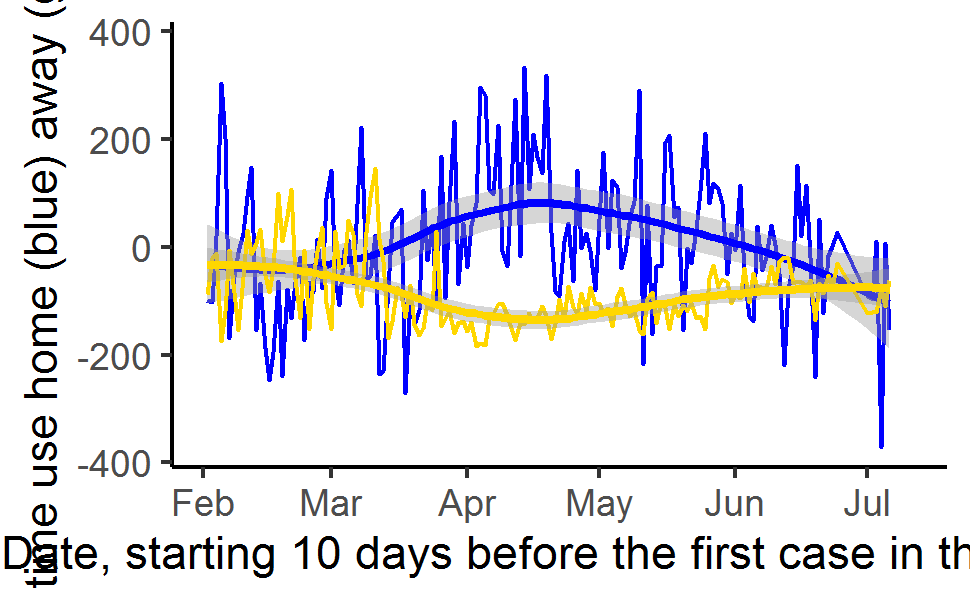 time use home (blue) away (g
400
200
0
-200
-400
Feb Mar Apr May Jun Jul
Date, starting 10 days before the first case in th